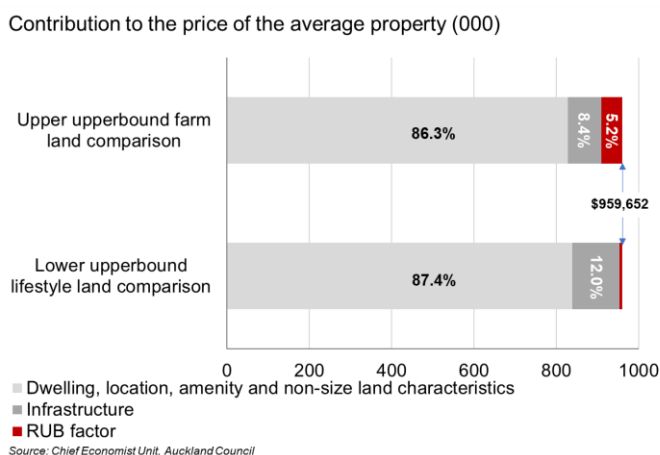 Contribution to the price of the average property (000)
Upper upperbound farm
land comparison
86.3%
8.4%
5.2%
$959,652
Lower upperbound
lifestyle land comparison
87.4%
12.0%
0
200
400
600
800
1000
Dwelling, location, amenity and non-size land characteristics
Infrastructure
RUB factor
Source: Chief Economist Unit, Auckland Council